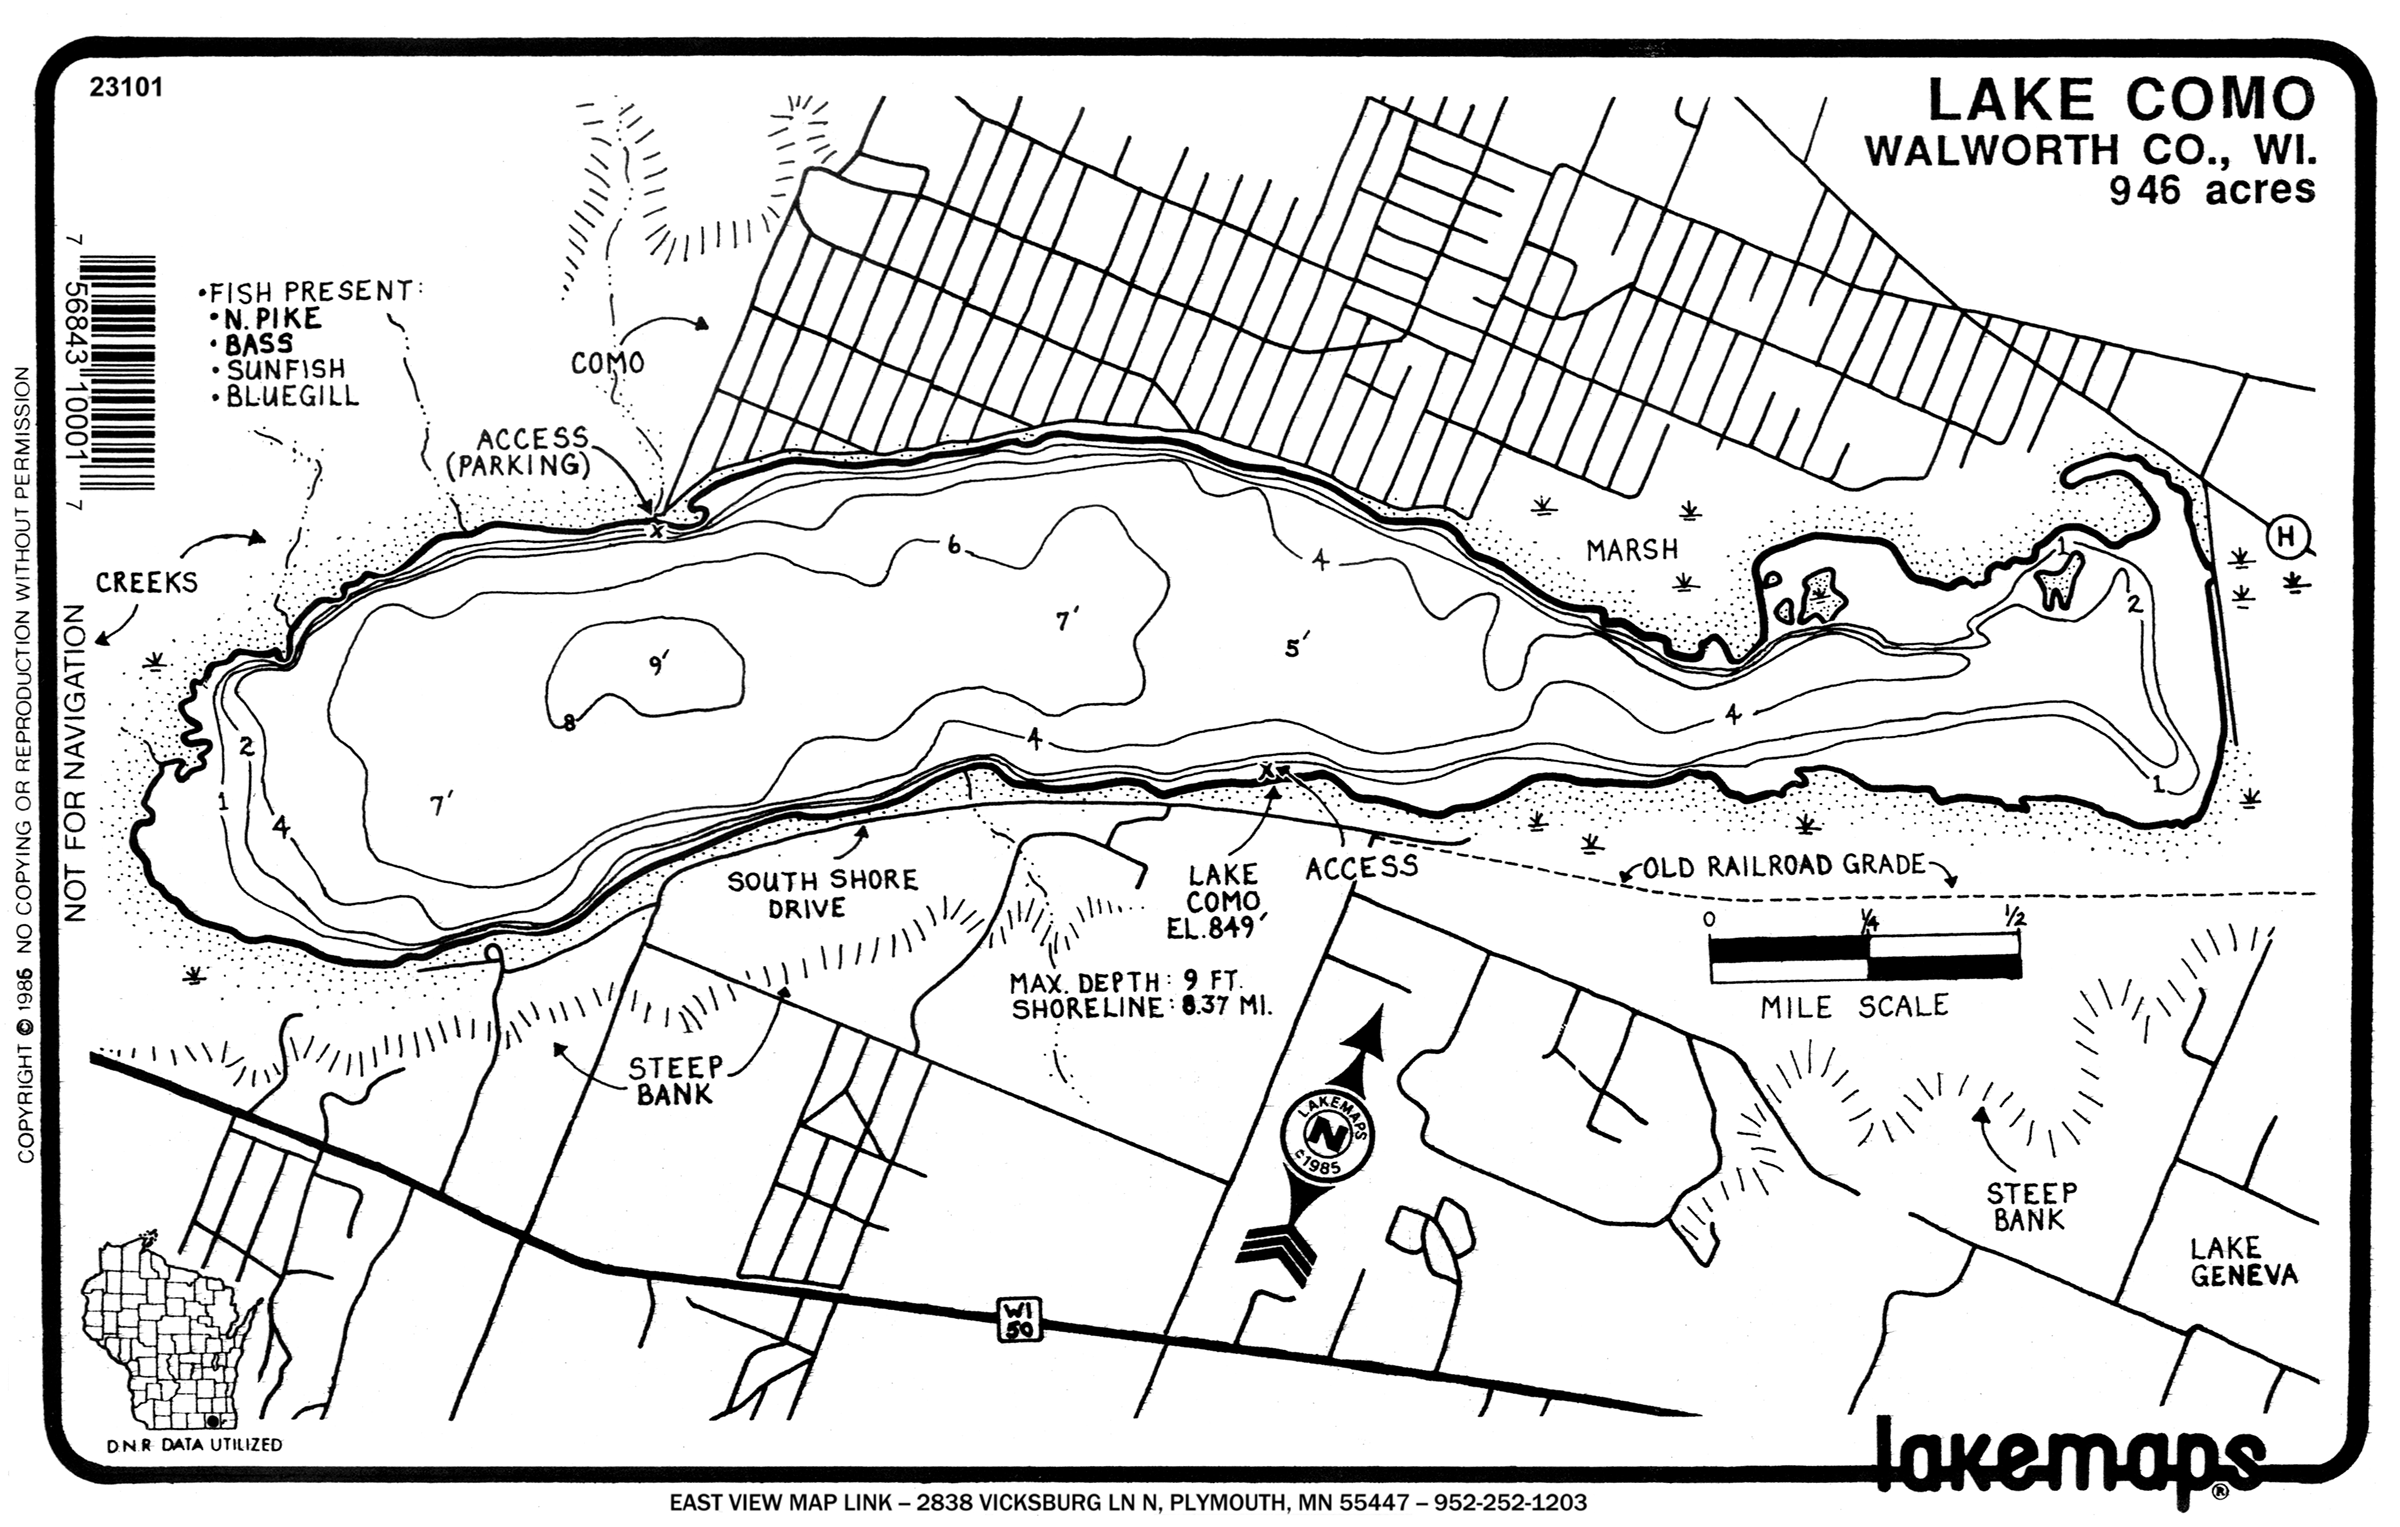 23101
LAKE COMO
WALWORTH CO., WI.
946 acres
7 56843 10001 7
•FISH PRESENT:
•N. PIKE
•BASS
•SUNFISH
•BLUEGILL
COMO
ACCESS
(PARKING)
CREEKS
MARSH
H
1
2
6
4
7'
5'
9'
8
4
4
2
1
4
7'
1
SOUTH SHORE
DRIVE
LAKE
COMO
EL. 849'
ACCESS
OLD RAILROAD GRADE
0 1/4 1/2
MILE SCALE
MAX. DEPTH: 9 FT.
SHORELINE: 8.37 MI.
STEEP
BANK
LAKEMAPS
N
©1985
STEEP
BANK
LAKE
GENEVA
WI
50
D.N.R. DATA UTILIZED
NOT FOR NAVIGATION
COPYRIGHT © 1985 NO COPYING OR REPRODUCTION WITHOUT PERMISSION
lakemaps®
EAST VIEW MAP LINK – 2838 VICKSBURG LN N, PLYMOUTH, MN 55447 – 952-252-1203